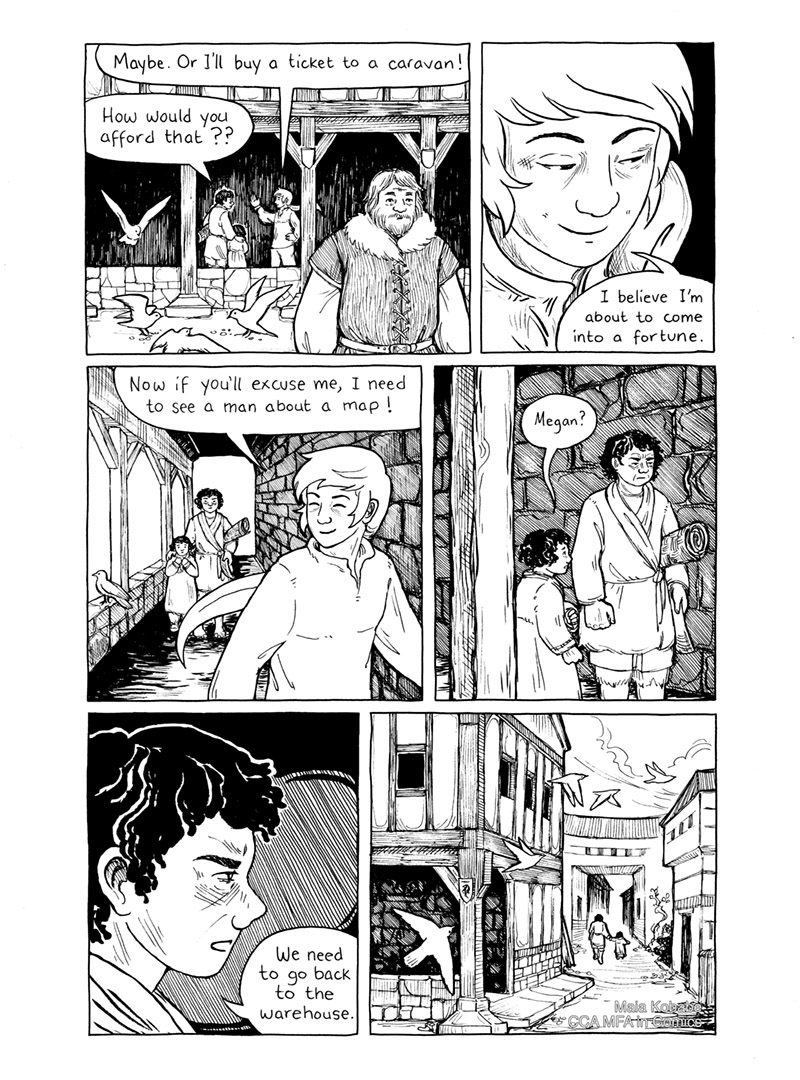 Maybe. Or I'll buy a ticket to a caravan!
How would you
afford that ??
I believe I'm
about to come
into a fortune.
Now if you'll excuse me, I need
to see a man about a map!
Megan?
We need
to go back
to the
warehouse.
Maia Kobabe
CCA MFA in Comics